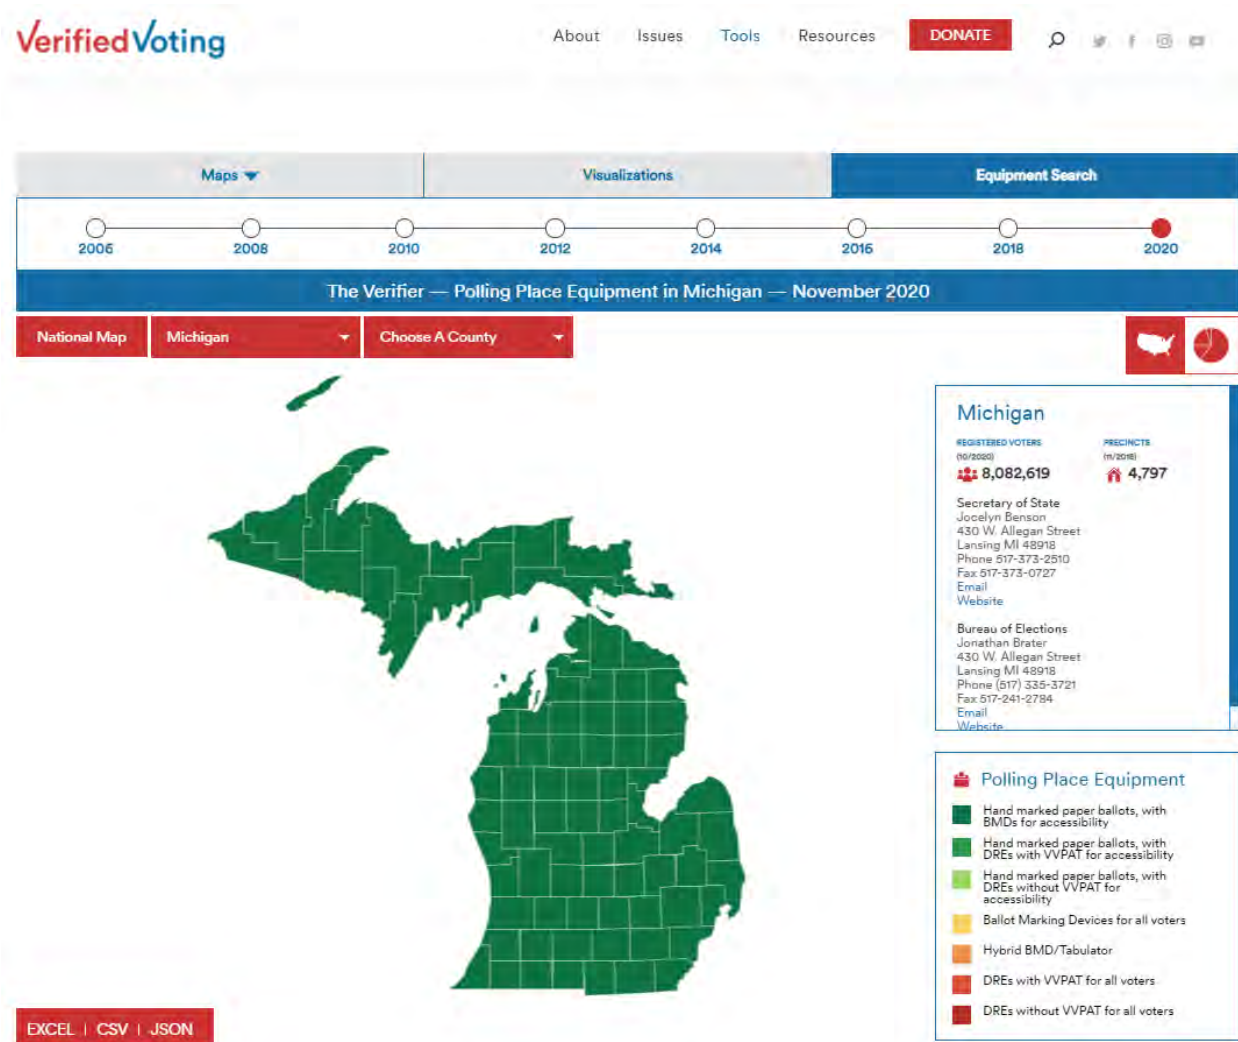 Verified Voting
About Issues Tools Resources DONATE
Maps Visualizations Equipment Search
2006 2008 2010 2012 2014 2016 2018 2020
The Verifier — Polling Place Equipment in Michigan — November 2020
National Map Michigan Choose A County
Michigan
REGISTERED VOTERS PRECINCTS
(10/2020) (11/2018)
8,082,619 4,797
Secretary of State
Jocelyn Benson
430 W. Allegan Street
Lansing MI 48918
Phone 517-373-2510
Fax 517-373-0727
Email
Website
Bureau of Elections
Jonathan Brater
430 W. Allegan Street
Lansing MI 48918
Phone (517) 335-3721
Fax 517-241-2784
Email
Website
Polling Place Equipment
Hand marked paper ballots, with
BMDs for accessibility
Hand marked paper ballots, with
DREs with VVPAT for accessibility
Hand marked paper ballots, with
DREs without VVPAT for
accessibility
Ballot Marking Devices for all voters
Hybrid BMD/Tabulator
DREs with VVPAT for all voters
DREs without VVPAT for all voters
EXCEL | CSV | JSON